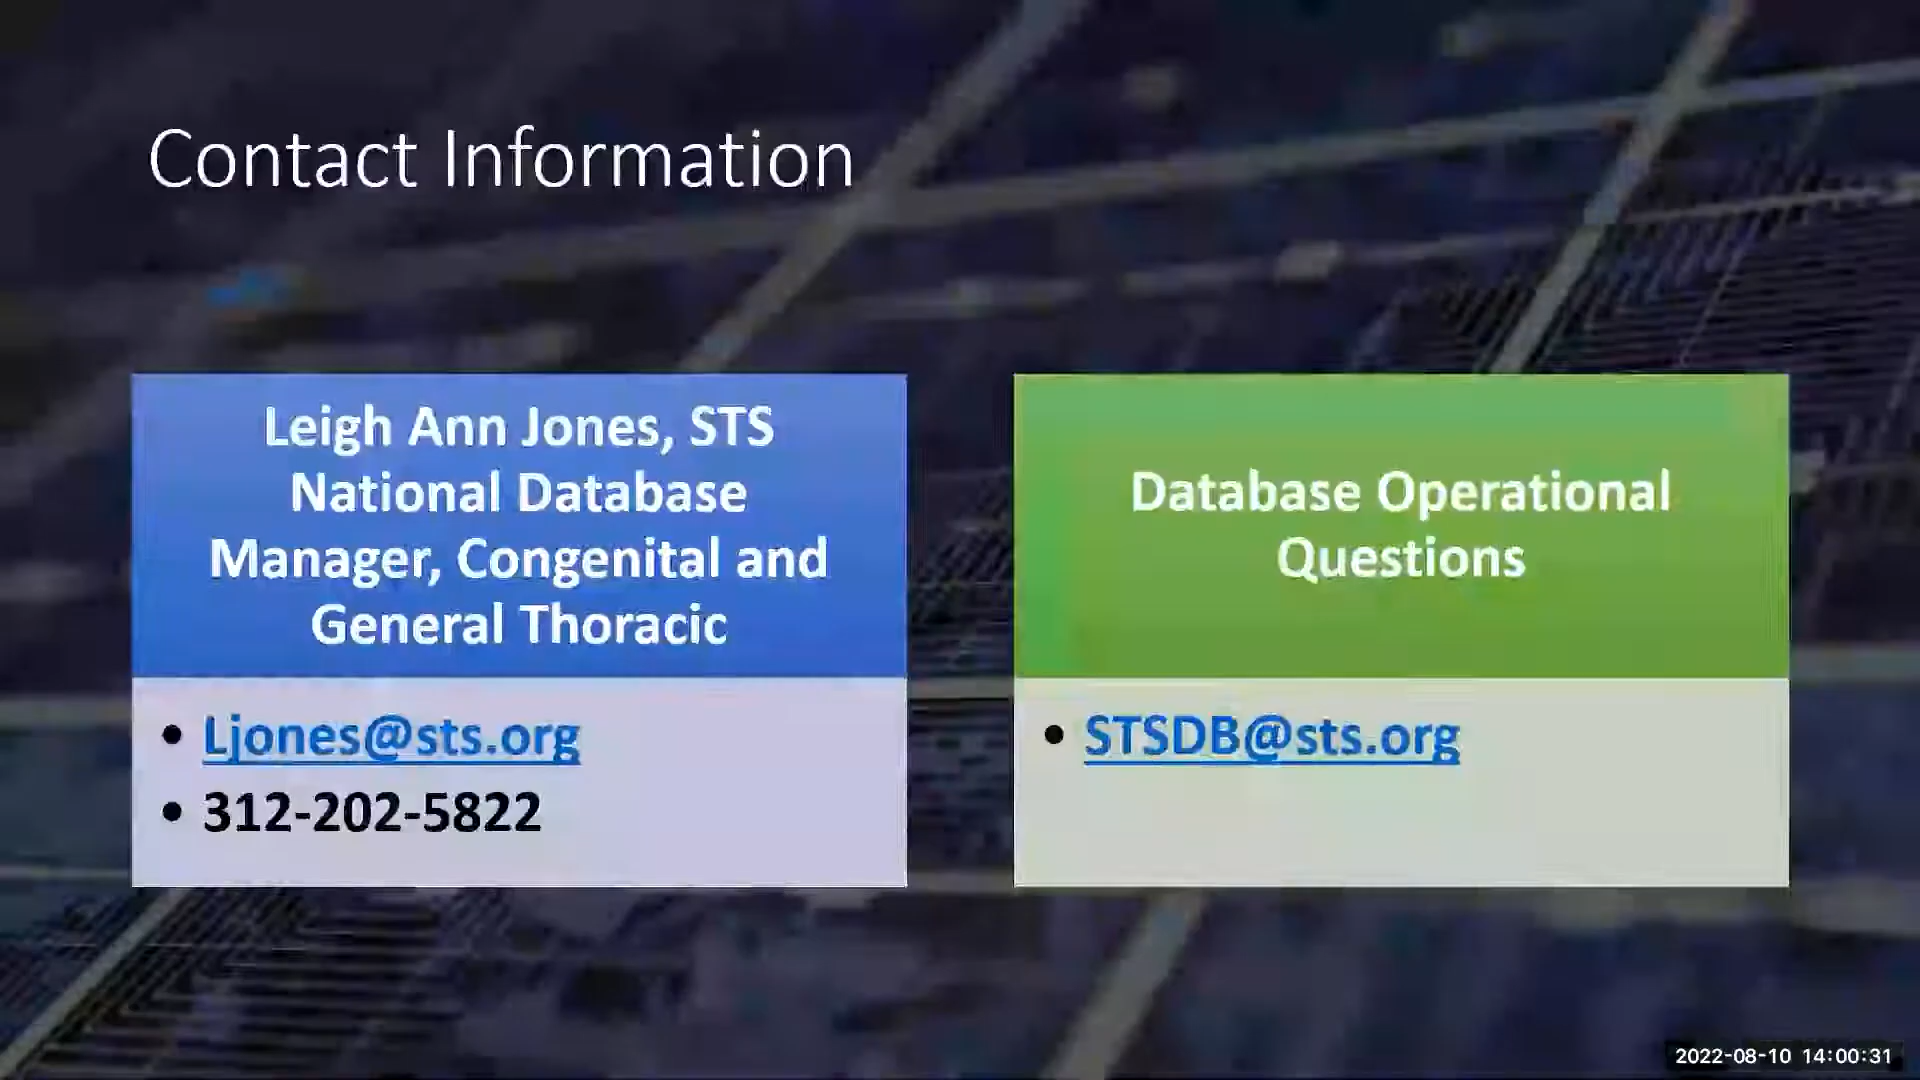 Contact Information
Leigh Ann Jones, STS
National Database
Manager, Congenital and
General Thoracic
• Ljones@sts.org
• 312-202-5822
Database Operational
Questions
• STSDB@sts.org
2022-08-10 14:00:31